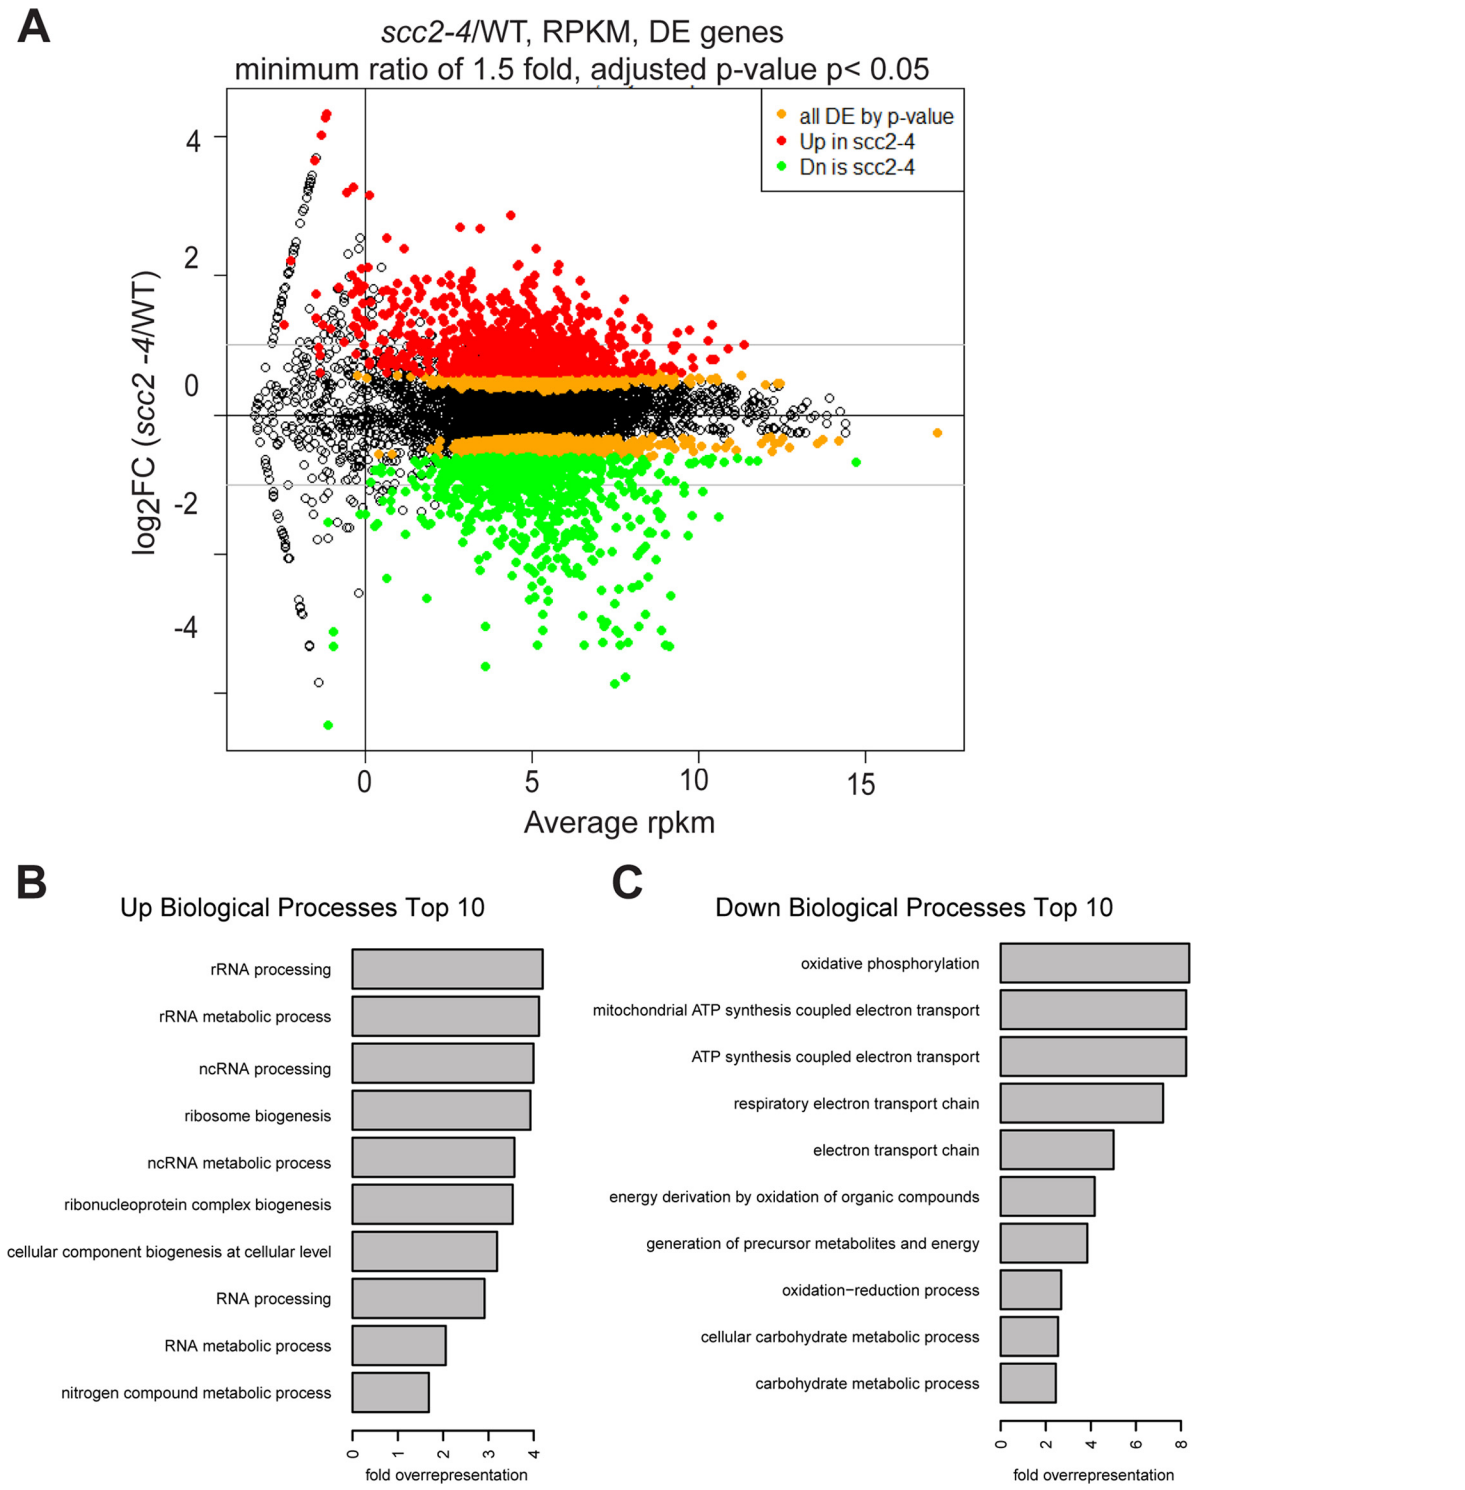 A
scc2-4/WT, RPKM, DE genes
minimum ratio of 1.5 fold, adjusted p-value p< 0.05
all DE by p-value
Up in scc2-4
Dn is scc2-4
log2FC (scc2 -4/WT)
4
2
0
-2
-4
0
5
10
15
Average rpkm
B
Up Biological Processes Top 10
rRNA processing
rRNA metabolic process
ncRNA processing
ribosome biogenesis
ncRNA metabolic process
ribonucleoprotein complex biogenesis
cellular component biogenesis at cellular level
RNA processing
RNA metabolic process
nitrogen compound metabolic process
0
1
2
3
4
fold overrepresentation
C
Down Biological Processes Top 10
oxidative phosphorylation
mitochondrial ATP synthesis coupled electron transport
ATP synthesis coupled electron transport
respiratory electron transport chain
electron transport chain
energy derivation by oxidation of organic compounds
generation of precursor metabolites and energy
oxidation−reduction process
cellular carbohydrate metabolic process
carbohydrate metabolic process
0
2
4
6
8
fold overrepresentation